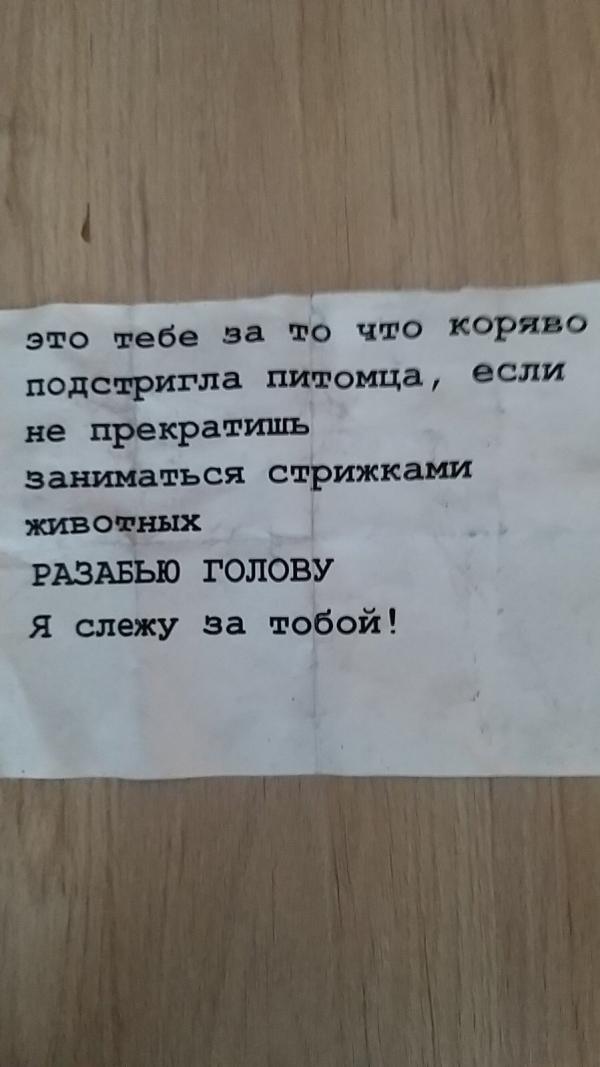 это тебе за то что коряво
подстригла питомца, если
не прекратишь
заниматься стрижками
животных
РАЗАБЬЮ ГОЛОВУ
Я слежу за тобой!